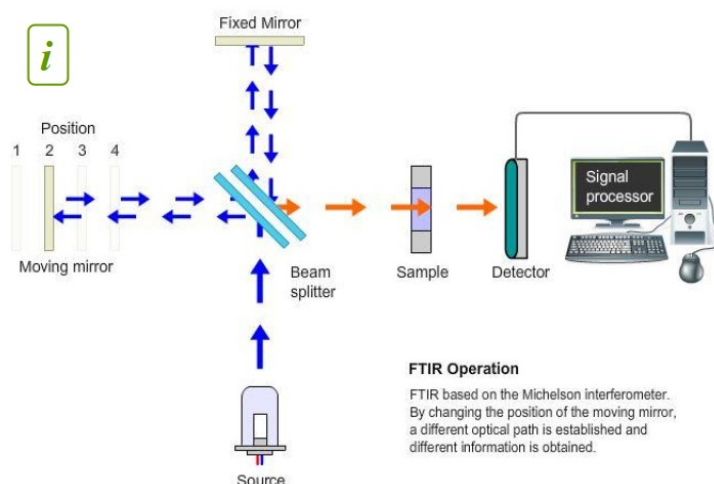 Fixed Mirror
i
Position
1 2 3 4
Moving mirror
Beam
splitter
Sample
Detector
Signal
processor
Source
FTIR Operation
FTIR based on the Michelson interferometer.
By changing the position of the moving mirror,
a different optical path is established and
different information is obtained.